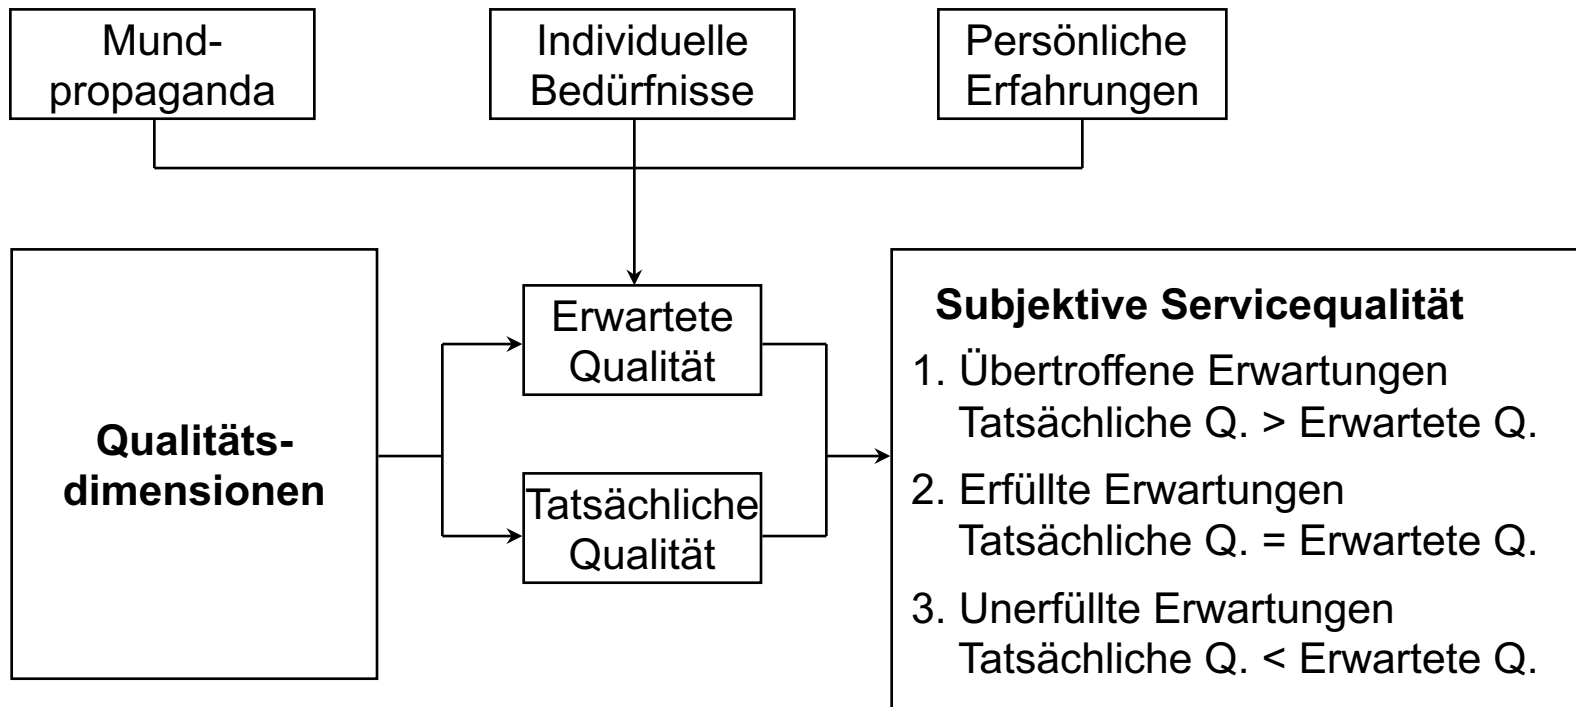 Mund-
propaganda
Individuelle
Bedürfnisse
Persönliche
Erfahrungen
Qualitäts-
dimensionen
Erwartete
Qualität
Tatsächliche
Qualität
Subjektive Servicequalität
1. Übertroffene Erwartungen
Tatsächliche Q. > Erwartete Q.
2. Erfüllte Erwartungen
Tatsächliche Q. = Erwartete Q.
3. Unerfüllte Erwartungen
Tatsächliche Q. < Erwartete Q.